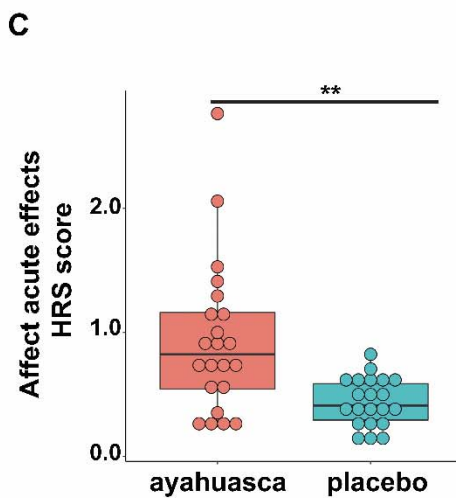 C
**
Affect acute effects
HRS score
2.0
1.0
0.0
ayahuasca
placebo